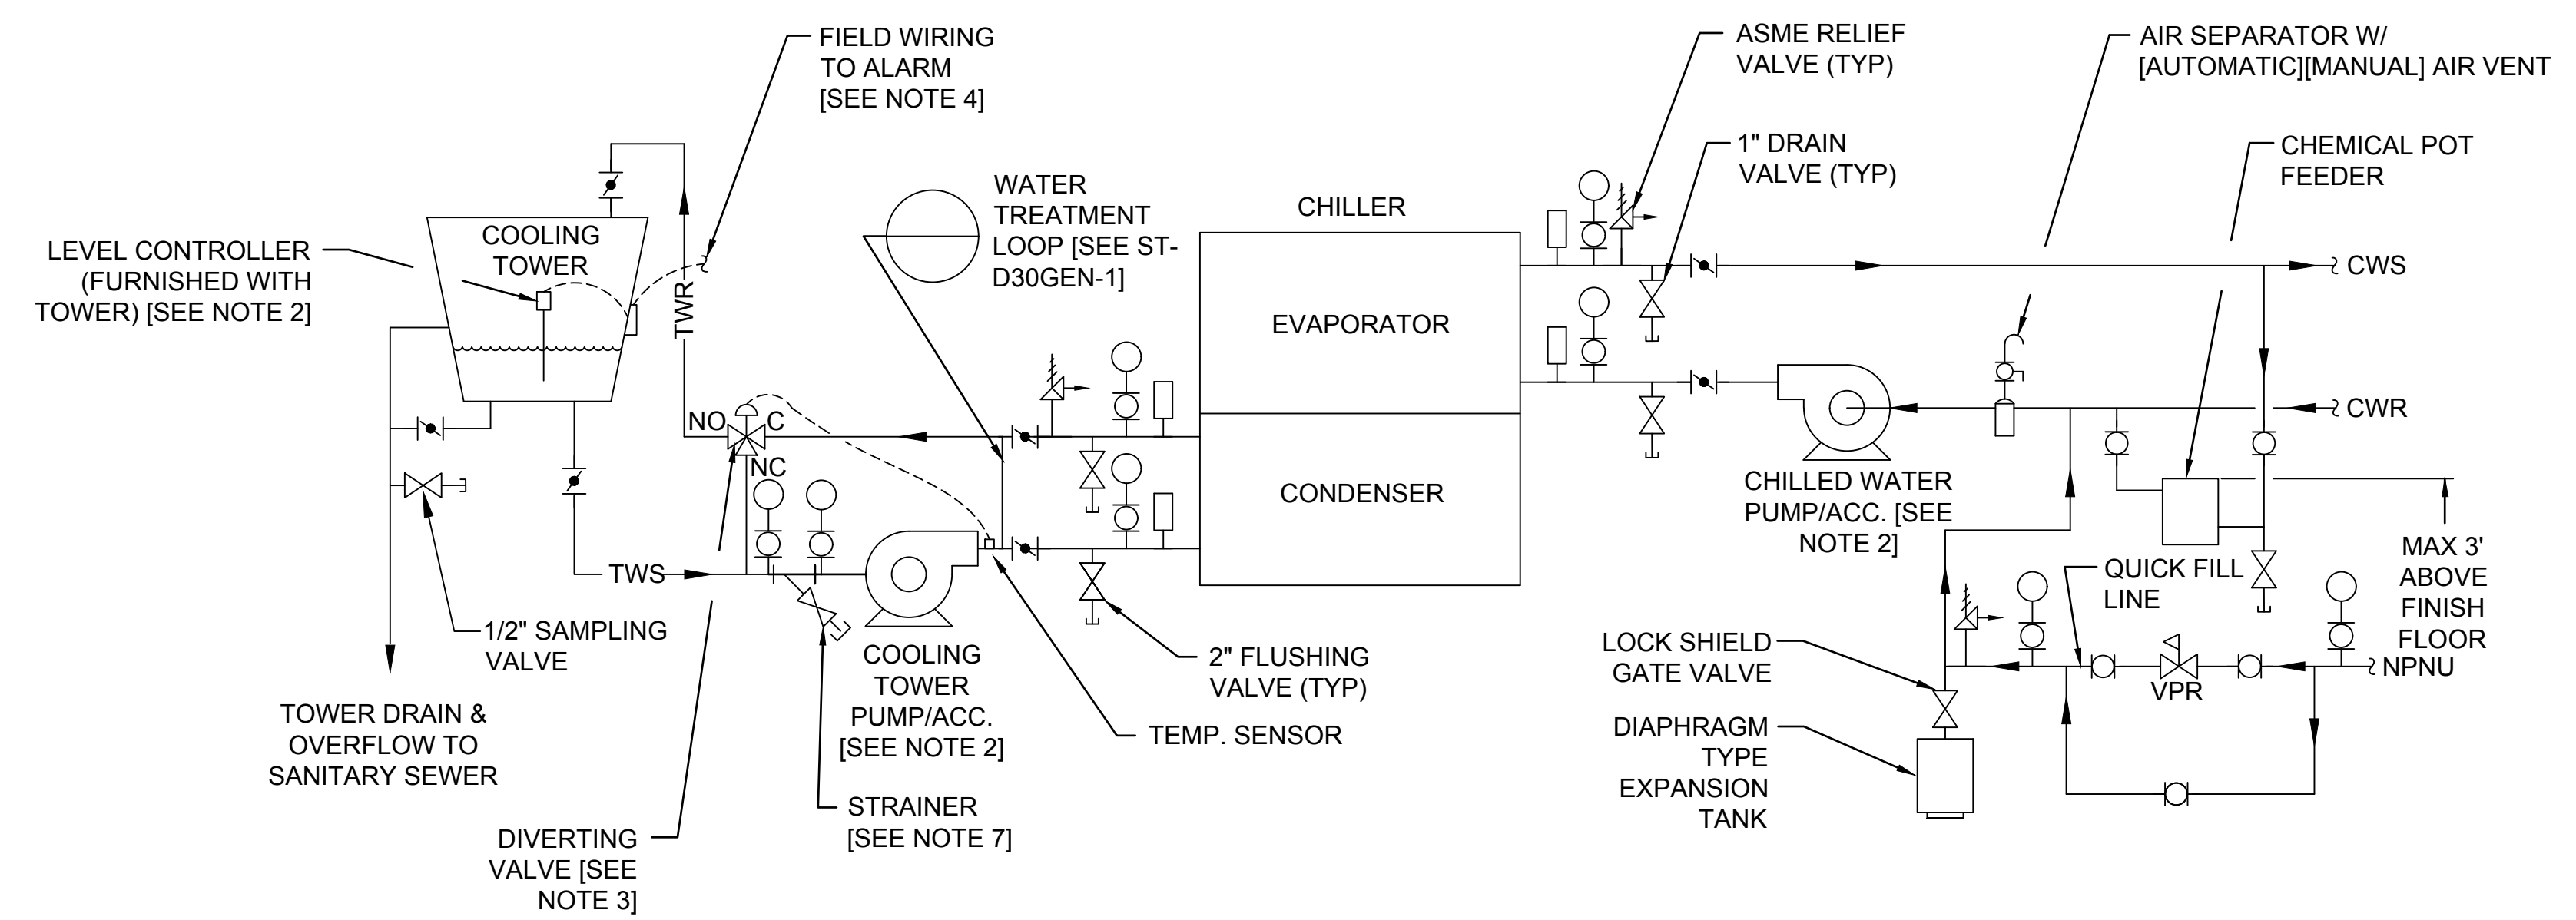 FIELD WIRING
TO ALARM
[SEE NOTE 4]
ASME RELIEF
VALVE (TYP)
AIR SEPARATOR W/
[AUTOMATIC][MANUAL] AIR VENT
1" DRAIN
VALVE (TYP)
CHEMICAL POT
FEEDER
WATER
TREATMENT
LOOP [SEE ST-
D30GEN-1]
CHILLER
LEVEL CONTROLLER
(FURNISHED WITH
TOWER) [SEE NOTE 2]
COOLING
TOWER
TWR
EVAPORATOR
CWS
CWR
NO
C
NC
CONDENSER
CHILLED WATER
PUMP/ACC. [SEE
NOTE 2]
MAX 3'
ABOVE
FINISH
FLOOR
TWS
QUICK FILL
LINE
1/2" SAMPLING
VALVE
COOLING
TOWER
PUMP/ACC.
[SEE NOTE 2]
2" FLUSHING
VALVE (TYP)
LOCK SHIELD
GATE VALVE
VPR
NPNU
TOWER DRAIN &
OVERFLOW TO
SANITARY SEWER
TEMP. SENSOR
DIAPHRAGM
TYPE
EXPANSION
TANK
STRAINER
[SEE NOTE 7]
DIVERTING
VALVE [SEE
NOTE 3]